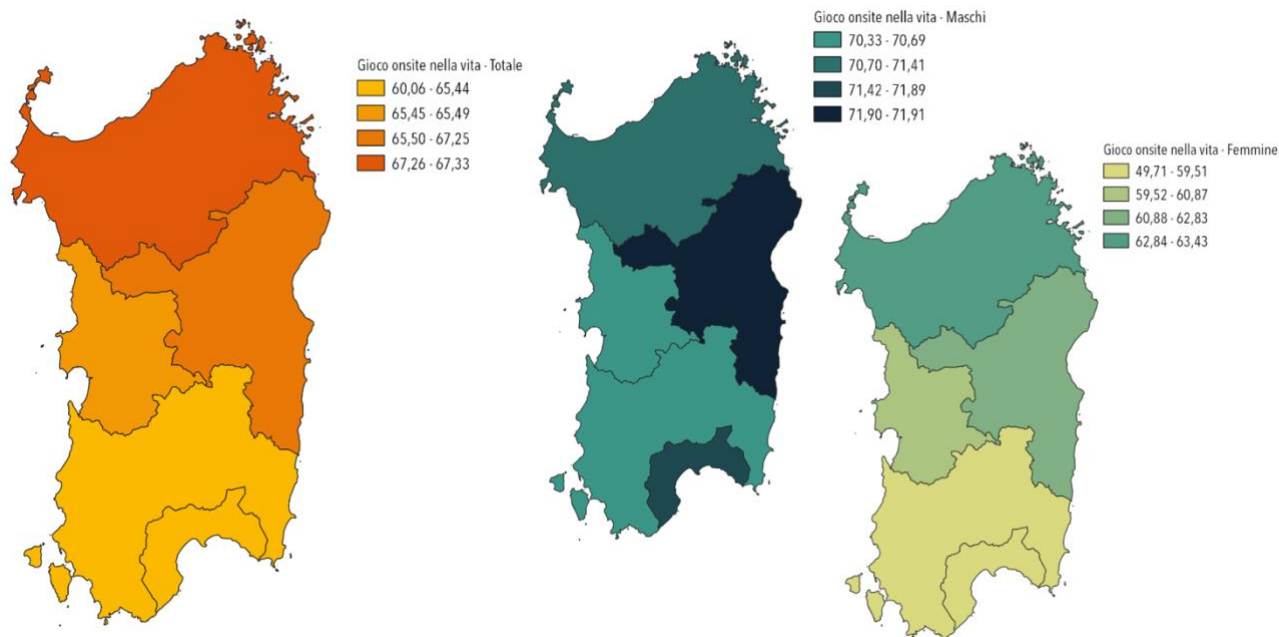 Gioco onsite nella vita - Totale
60,06 - 65,44
65,45 - 65,49
65,50 - 67,25
67,26 - 67,33
Gioco onsite nella vita - Maschi
70,33 - 70,69
70,70 - 71,41
71,42 - 71,89
71,90 - 71,91
Gioco onsite nella vita - Femmine
49,71 - 59,51
59,52 - 60,87
60,88 - 62,83
62,84 - 63,43